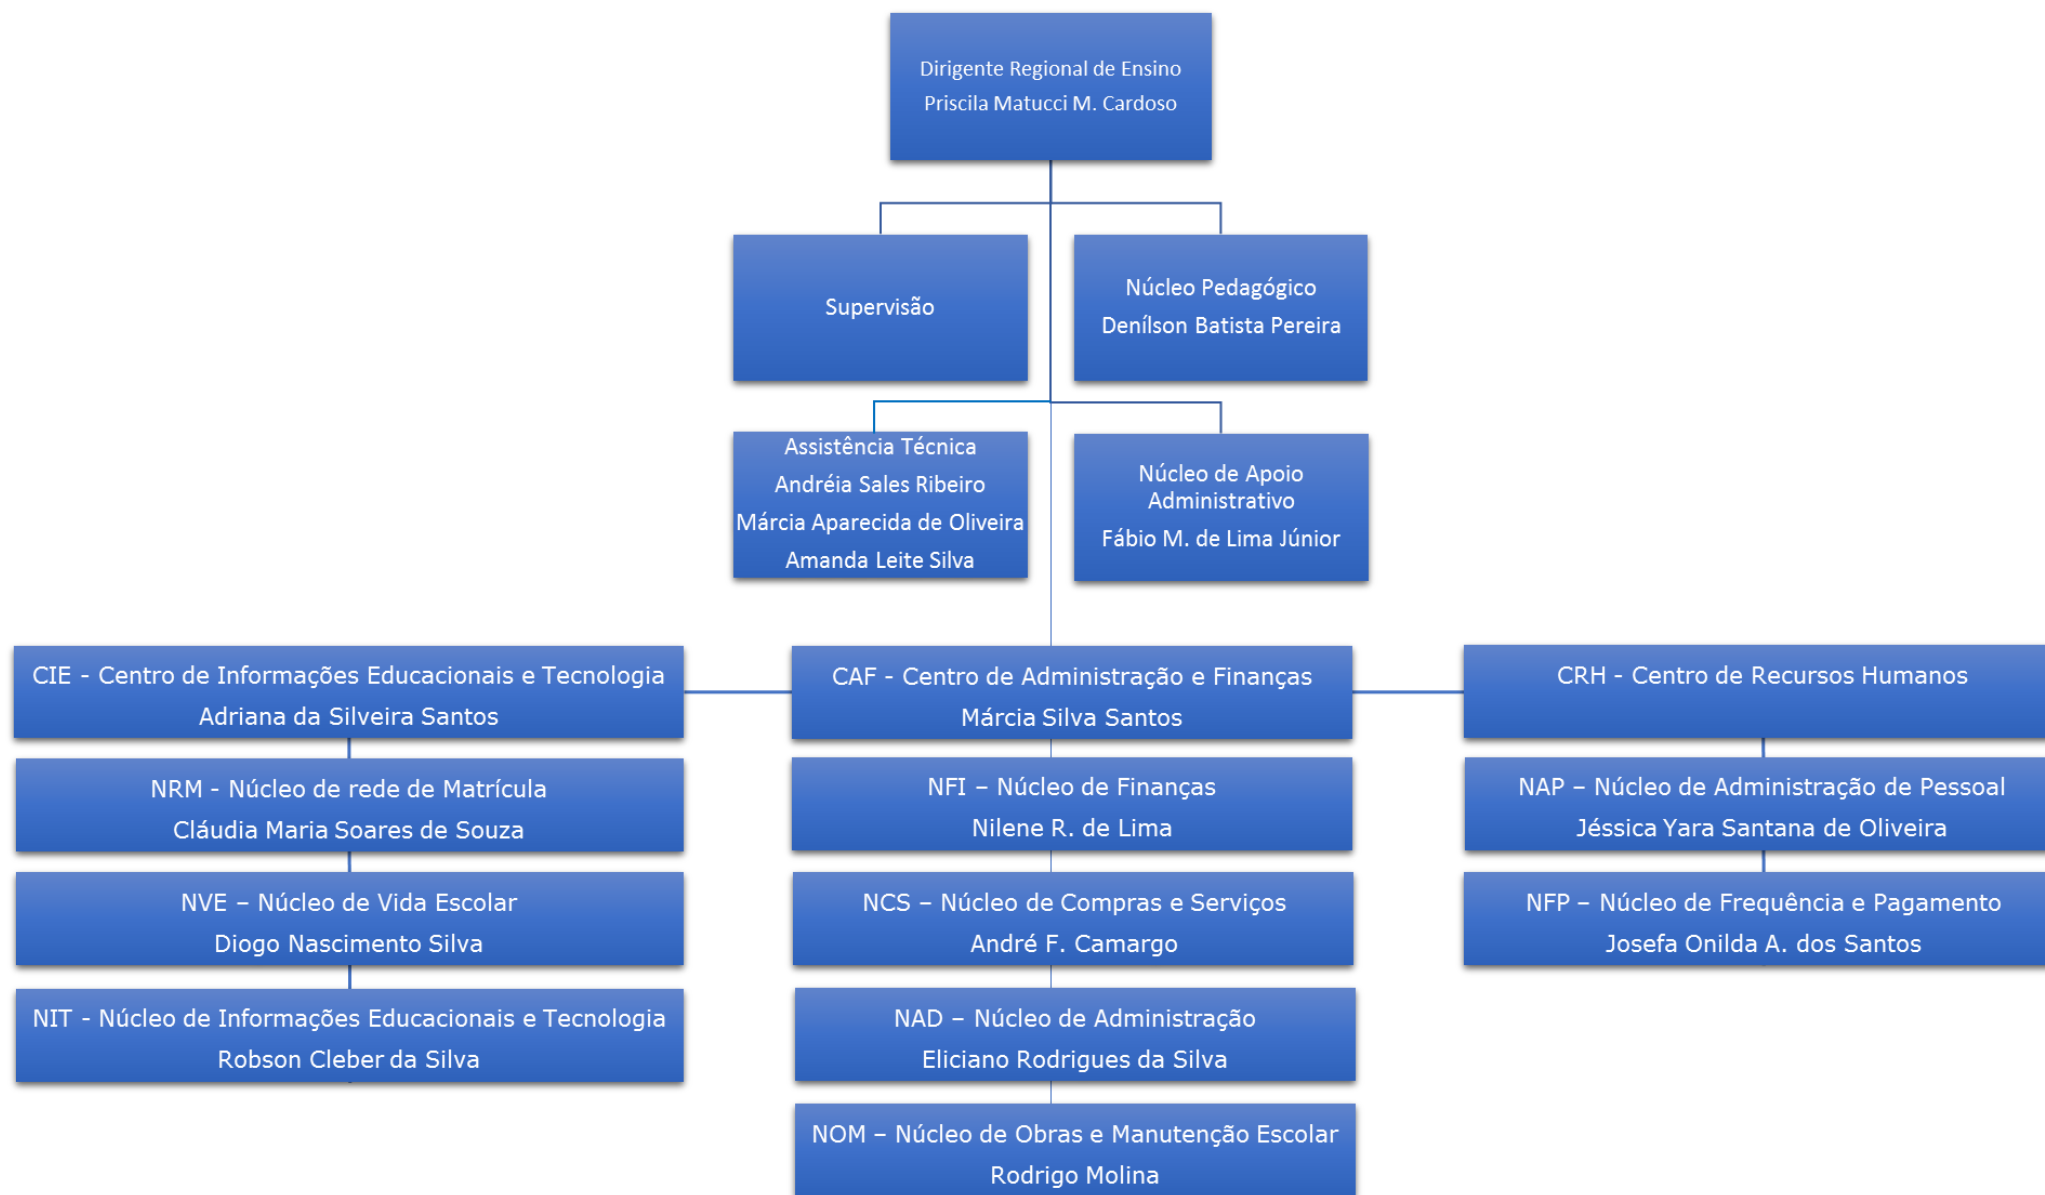 Dirigente Regional de Ensino
Priscila Matucci M. Cardoso
Supervisão
Núcleo Pedagógico
Denílson Batista Pereira
Assistência Técnica
Andréia Sales Ribeiro
Márcia Aparecida de Oliveira
Amanda Leite Silva
Núcleo de Apoio
Administrativo
Fábio M. de Lima Júnior
CIE - Centro de Informações Educacionais e Tecnologia
Adriana da Silveira Santos
CAF - Centro de Administração e Finanças
Márcia Silva Santos
CRH - Centro de Recursos Humanos
NRM - Núcleo de rede de Matrícula
Cláudia Maria Soares de Souza
NFI – Núcleo de Finanças
Nilene R. de Lima
NAP – Núcleo de Administração de Pessoal
Jéssica Yara Santana de Oliveira
NVE – Núcleo de Vida Escolar
Diogo Nascimento Silva
NCS – Núcleo de Compras e Serviços
André F. Camargo
NFP – Núcleo de Frequência e Pagamento
Josefa Onilda A. dos Santos
NIT - Núcleo de Informações Educacionais e Tecnologia
Robson Cleber da Silva
NAD – Núcleo de Administração
Eliciano Rodrigues da Silva
NOM – Núcleo de Obras e Manutenção Escolar
Rodrigo Molina